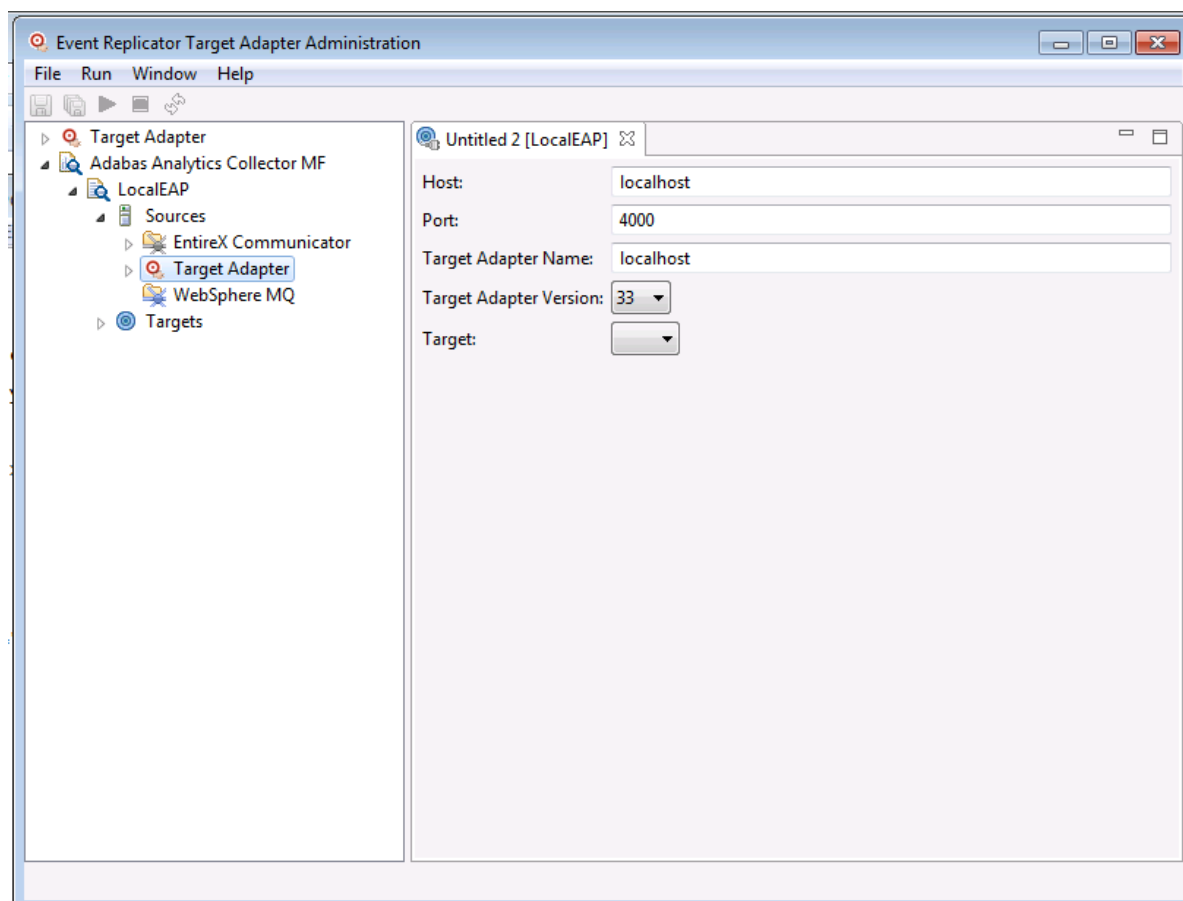 Event Replicator Target Adapter Administration
File Run Window Help
Target Adapter
Adabas Analytics Collector MF
LocalEAP
Sources
EntireX Communicator
Target Adapter
WebSphere MQ
Targets
Untitled 2 [LocalEAP]
Host: localhost
Port: 4000
Target Adapter Name: localhost
Target Adapter Version: 33
Target: